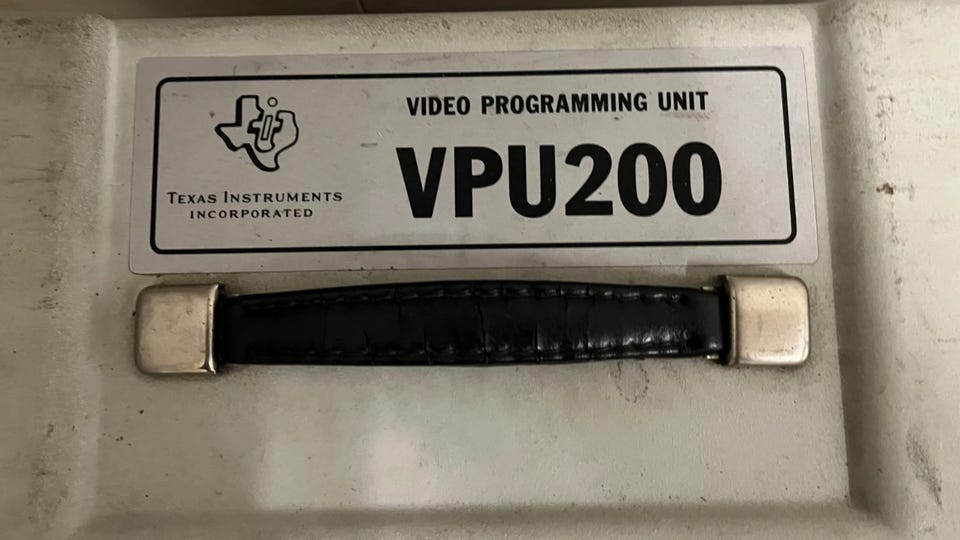 VIDEO PROGRAMMING UNIT
VPU200
TEXAS INSTRUMENTS
INCORPORATED